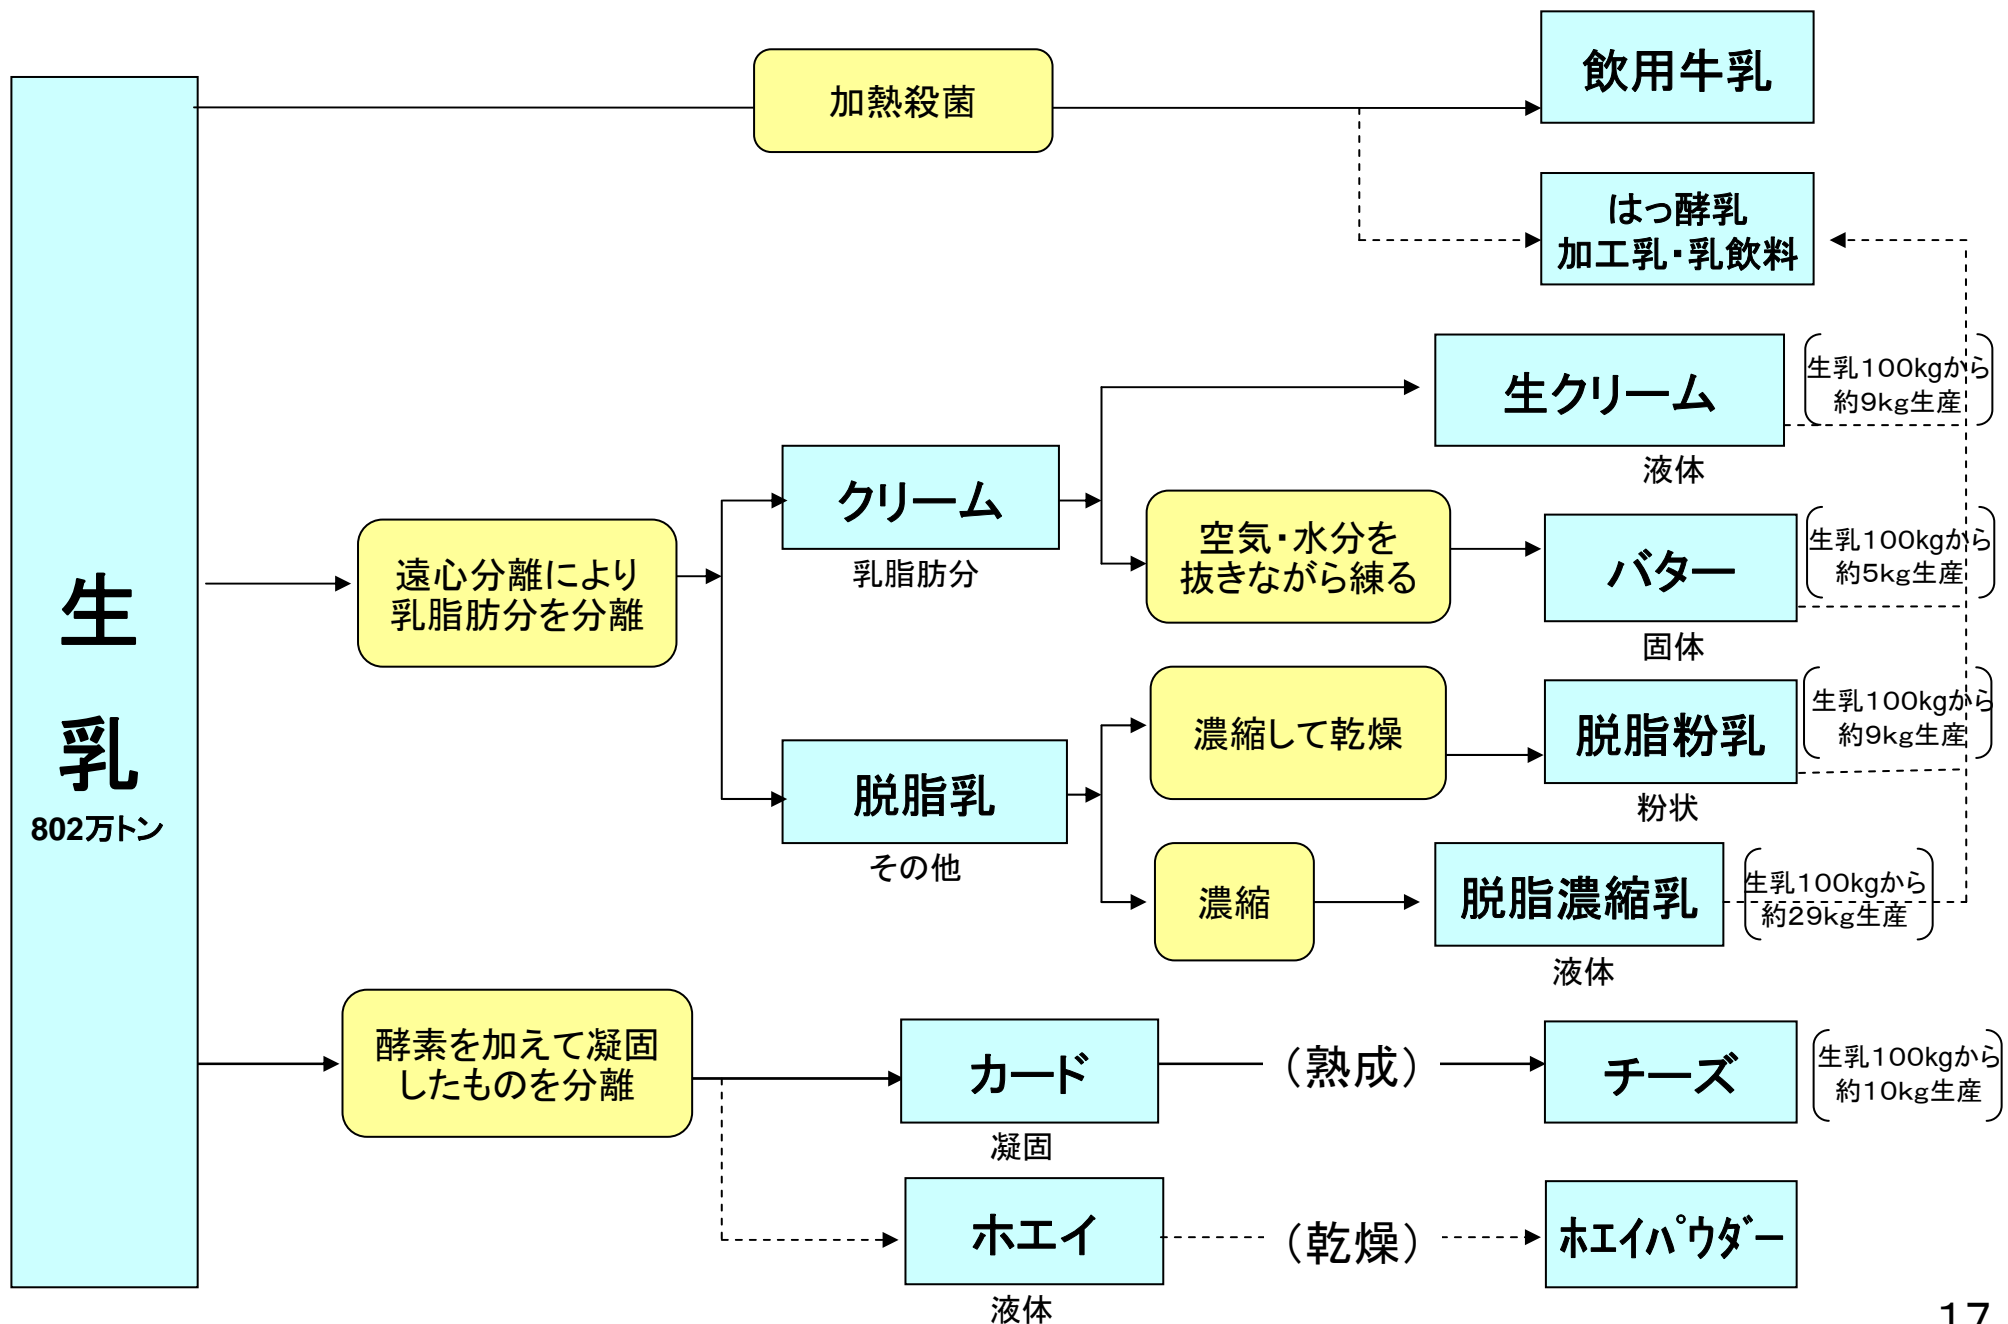 生
乳
802万トン
加熱殺菌
飲用牛乳
はっ酵乳
加工乳・乳飲料
遠心分離により
乳脂肪分を分離
クリーム
乳脂肪分
生クリーム
液体
生乳100kgから
約9kg生産
空気・水分を
抜きながら練る
バター
固体
生乳100kgから
約5kg生産
脱脂乳
その他
濃縮して乾燥
脱脂粉乳
粉状
生乳100kgから
約9kg生産
濃縮
脱脂濃縮乳
液体
生乳100kgから
約29kg生産
酵素を加えて凝固
したものを分離
カード
凝固
(熟成)
チーズ
生乳100kgから
約10kg生産
ホエイ
液体
(乾燥)
ホエイパウダー
17